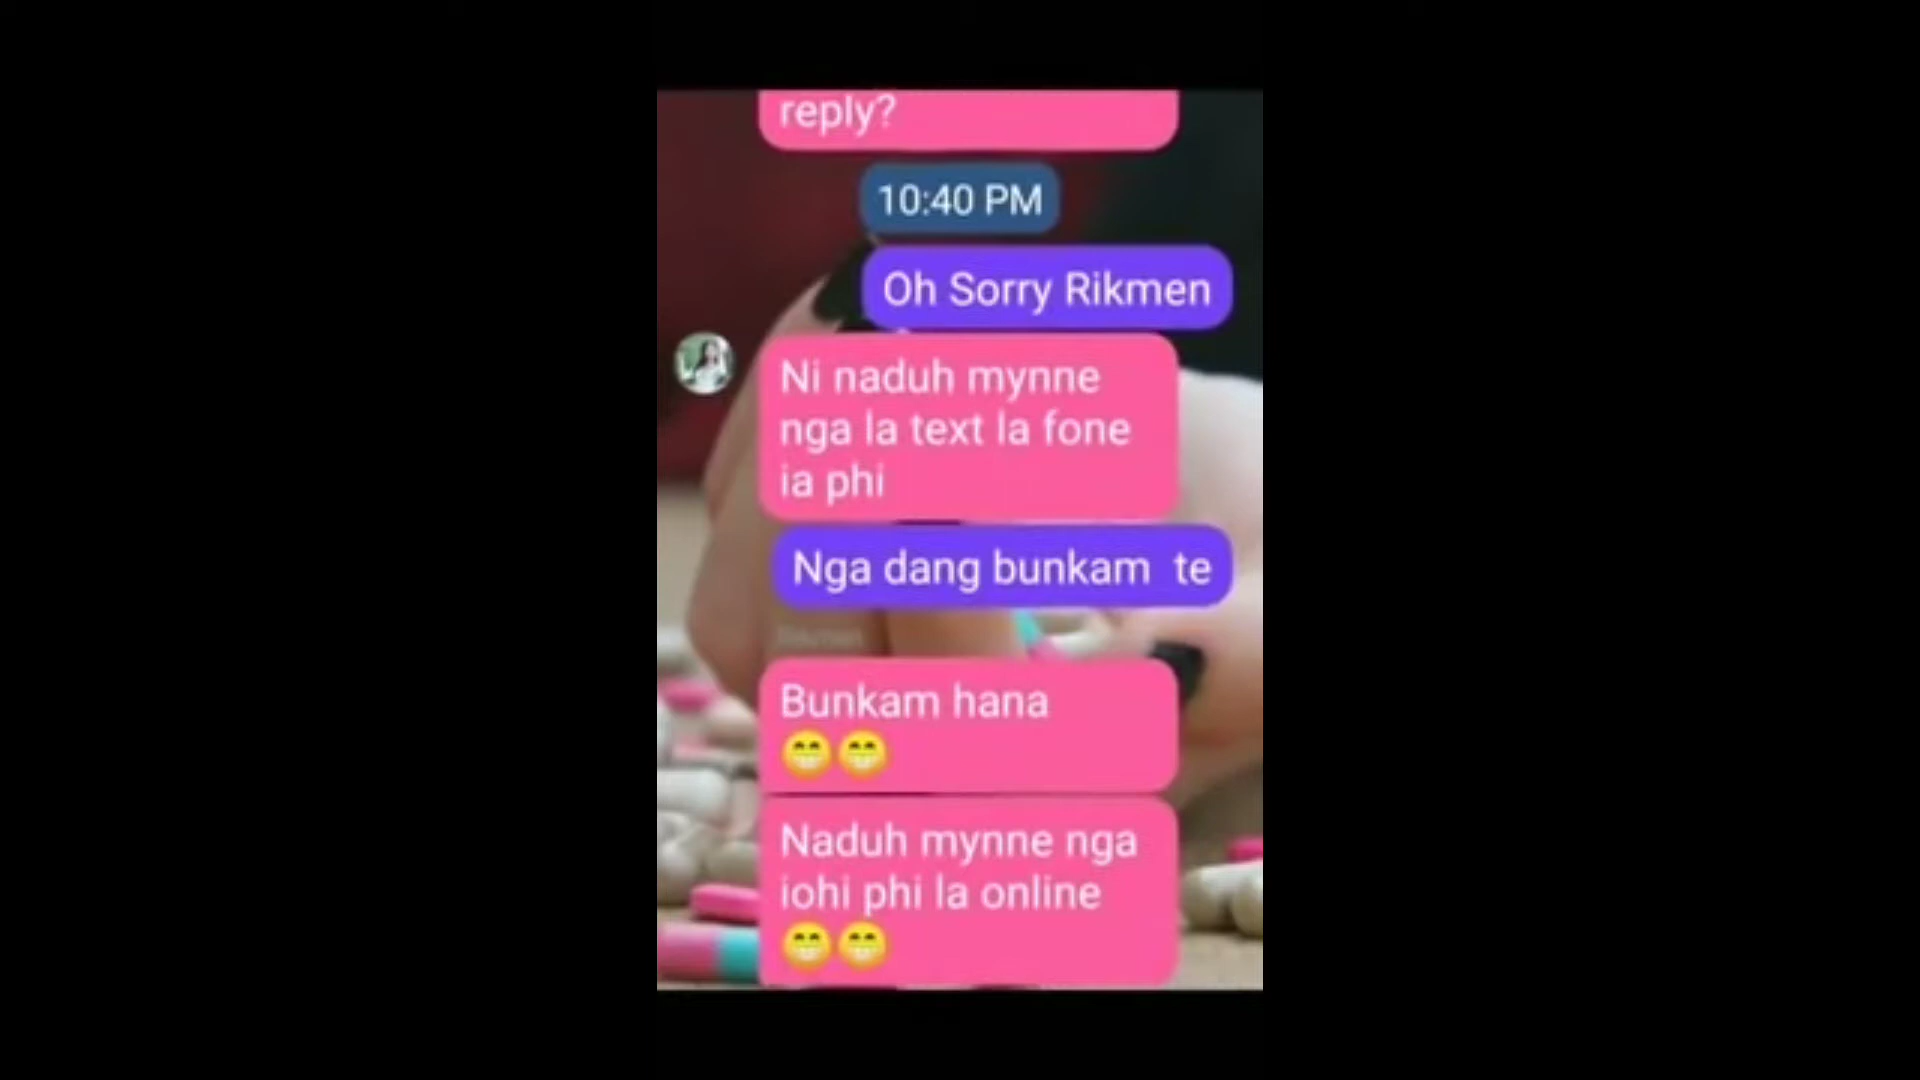 reply?
10:40 PM
Oh Sorry Rikmen
Ni naduh mynne
nga la text la fone
ia phi
Nga dang bunkam te
Bunkam hana
😁😁
Naduh mynne nga
iohi phi la online
😁😁